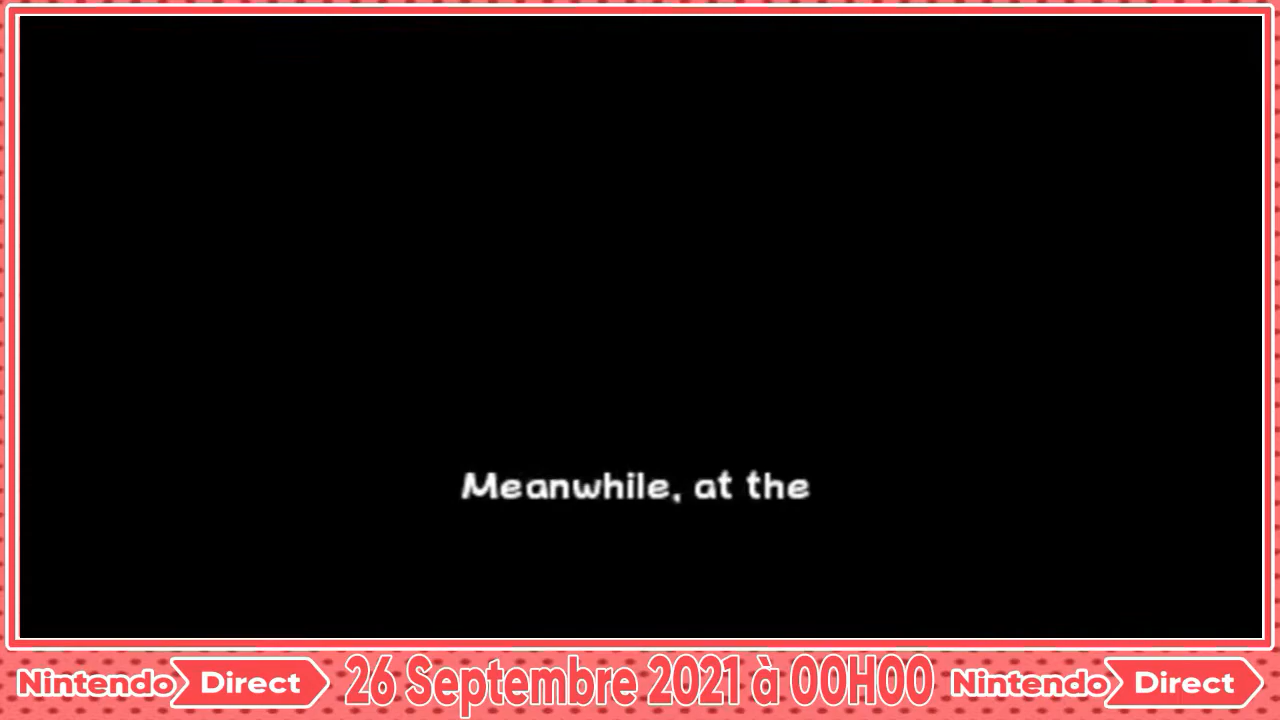 Meanwhile, at the
Nintendo Direct 26 Septembre 2021 à 00H00 Nintendo Direct